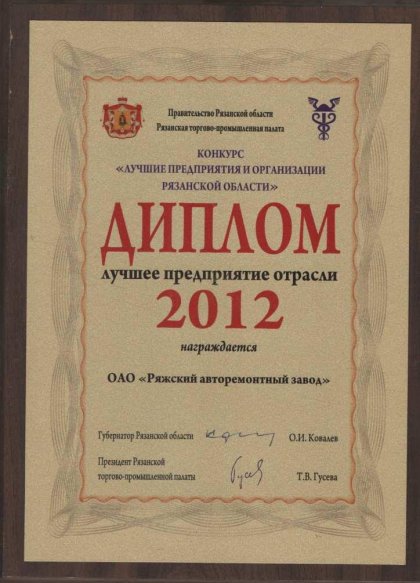 Правительство Рязанской области
Рязанская торгово-промышленная палата
КОНКУРС
«ЛУЧШИЕ ПРЕДПРИЯТИЯ И ОРГАНИЗАЦИИ
РЯЗАНСКОЙ ОБЛАСТИ»
ДИПЛОМ
лучшее предприятие отрасли
2012
награждается
ОАО «Ряжский авторемонтный завод»
Губернатор Рязанской области О.И. Ковалев
Президент Рязанской
торгово-промышленной палаты Т.В. Гусева